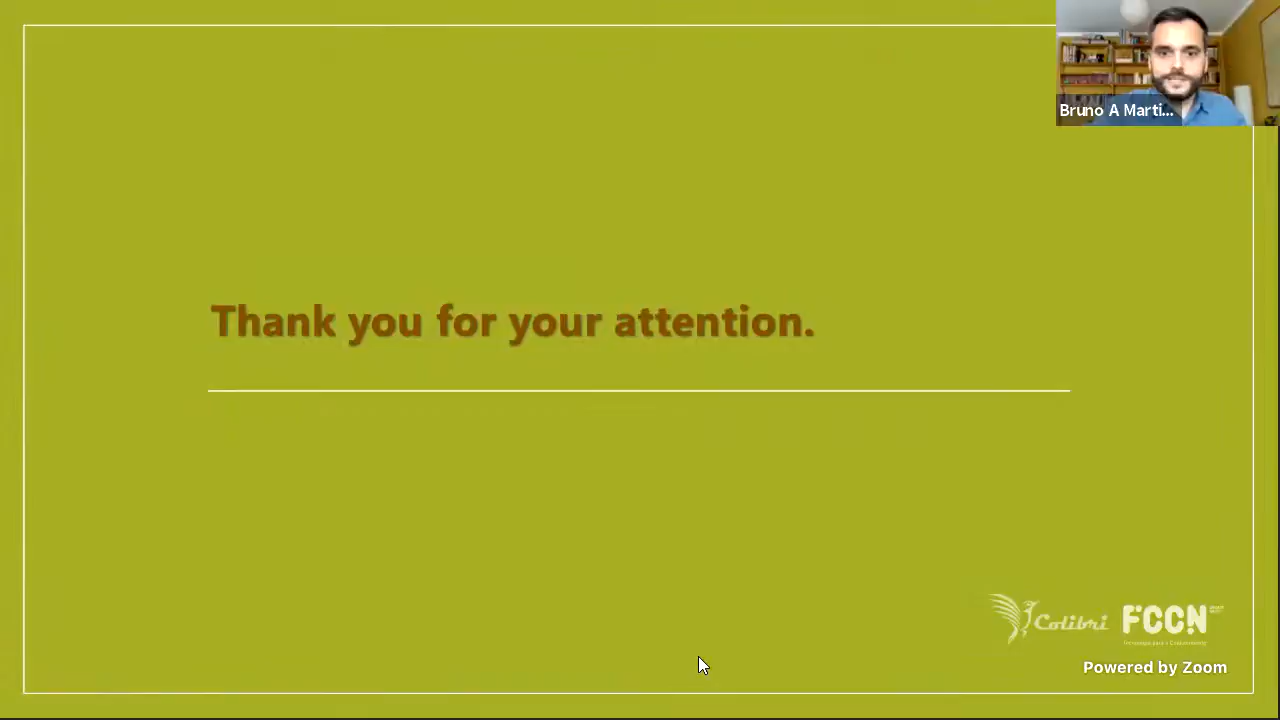 Bruno A Marti...
Thank you for your attention.
Colibri
FCCN
Powered by Zoom